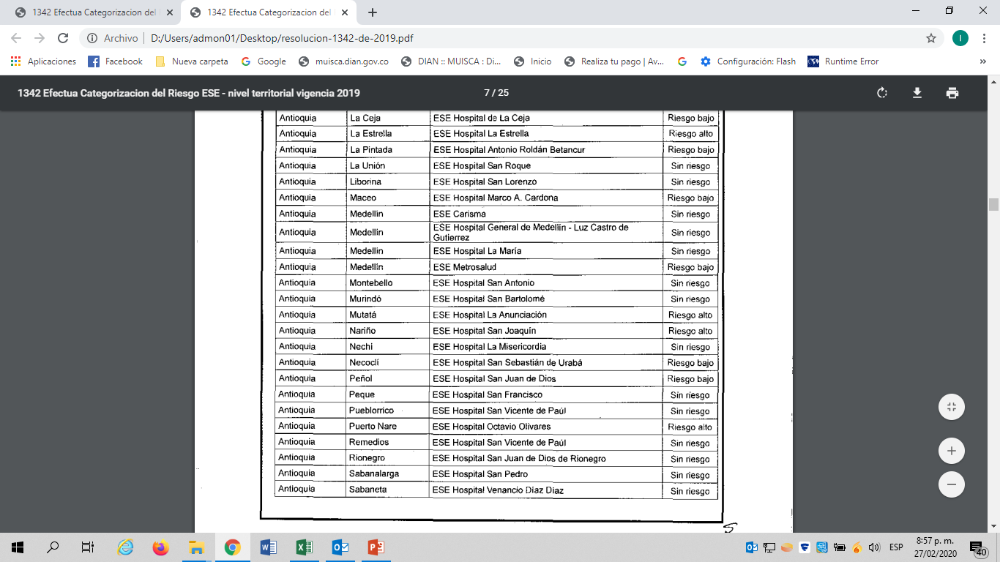 1342 Efectua Categorizacion del
1342 Efectua Categorizacion del
Archivo D:/Users/admon01/Desktop/resolucion-1342-de-2019.pdf
I
Aplicaciones Facebook Nueva carpeta Google muisca.dian.gov.co DIAN :: MUISCA : Di... Inicio Realiza tu pago | Av... Configuración: Flash Runtime Error »
1342 Efectua Categorizacion del Riesgo ESE - nivel territorial vigencia 2019 7 / 25
Antioquia La Ceja ESE Hospital de La Ceja Riesgo bajo
Antioquia La Estrella ESE Hospital La Estrella Riesgo alto
Antioquia La Pintada ESE Hospital Antonio Roldán Betancur Riesgo bajo
Antioquia La Unión ESE Hospital San Roque Sin riesgo
Antioquia Liborina ESE Hospital San Lorenzo Sin riesgo
Antioquia Maceo ESE Hospital Marco A. Cardona Riesgo bajo
Antioquia Medellín ESE Carisma Sin riesgo
Antioquia Medellín ESE Hospital General de Medellín - Luz Castro de
Gutierrez Sin riesgo
Antioquia Medellín ESE Hospital La María Sin riesgo
Antioquia Medellín ESE Metrosalud Riesgo bajo
Antioquia Montebello ESE Hospital San Antonio Sin riesgo
Antioquia Murindó ESE Hospital San Bartolomé Sin riesgo
Antioquia Mutatá ESE Hospital La Anunciación Riesgo alto
Antioquia Nariño ESE Hospital San Joaquín Riesgo alto
Antioquia Nechí ESE Hospital La Misericordia Sin riesgo
Antioquia Necoclí ESE Hospital San Sebastián de Urabá Riesgo bajo
Antioquia Peñol ESE Hospital San Juan de Dios Riesgo bajo
Antioquia Peque ESE Hospital San Francisco Sin riesgo
Antioquia Pueblorrico ESE Hospital San Vicente de Paúl Sin riesgo
Antioquia Puerto Nare ESE Hospital Octavio Olivares Riesgo alto
Antioquia Remedios ESE Hospital San Vicente de Paúl Sin riesgo
Antioquia Rionegro ESE Hospital San Juan de Dios de Rionegro Sin riesgo
Antioquia Sabanalarga ESE Hospital San Pedro Sin riesgo
Antioquia Sabaneta ESE Hospital Venancio Díaz Díaz Sin riesgo
5
ESP 8:57 p. m.
27/02/2020 40